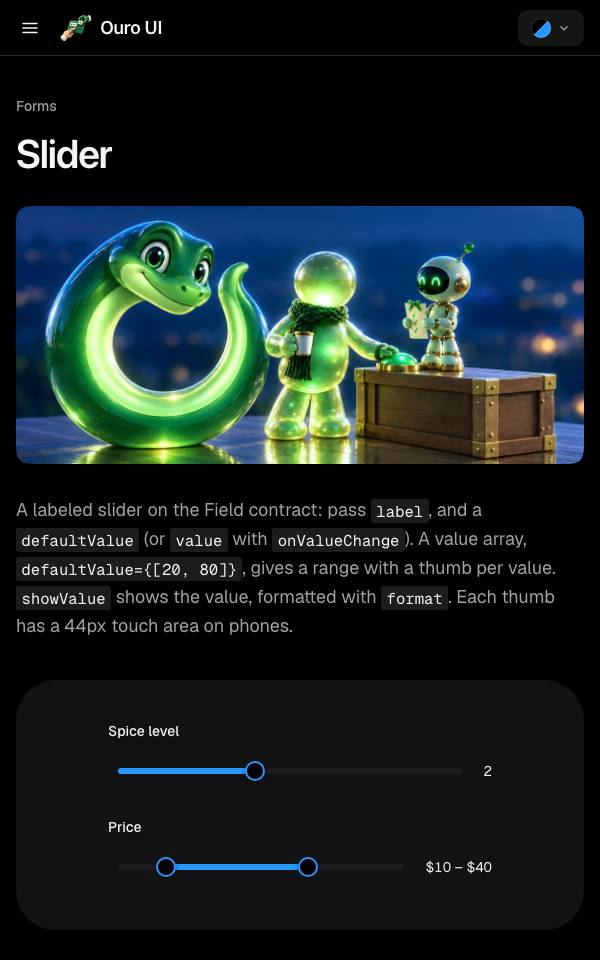 Ouro UI
Forms
Slider
A labeled slider on the Field contract: pass label, and a
defaultValue (or value with onValueChange). A value array,
defaultValue={[20, 80]}, gives a range with a thumb per value.
showValue shows the value, formatted with format. Each thumb
has a 44px touch area on phones.
Spice level
2
Price
$10 – $40